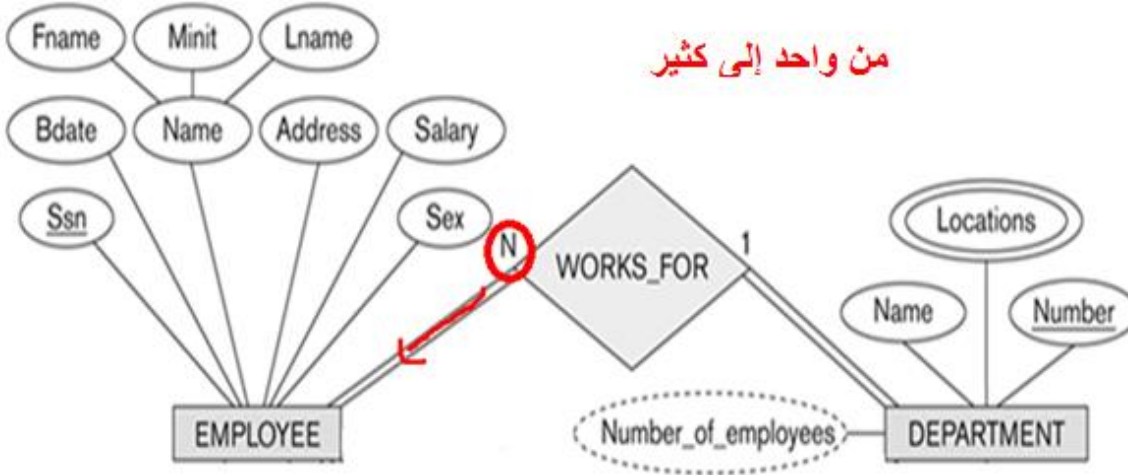 Fname Minit Lname
من واحد إلى كثير
Bdate Name Address Salary
Ssn Sex N 1 Locations
WORKS_FOR
Name Number
EMPLOYEE Number_of_employees DEPARTMENT